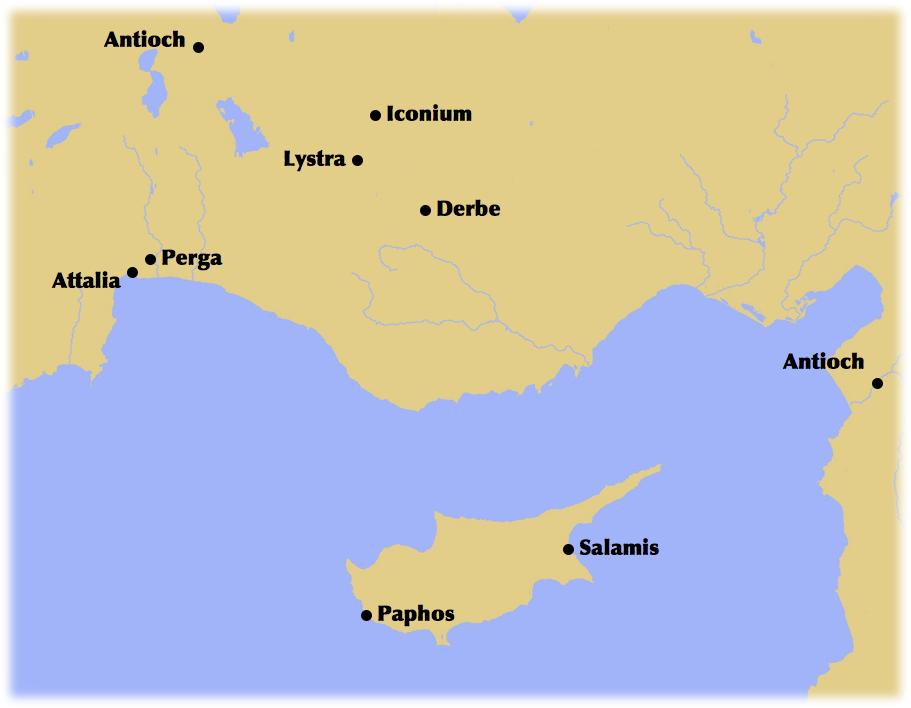 Antioch
Iconium
Lystra
Derbe
Perga
Attalia
Antioch
Salamis
Paphos